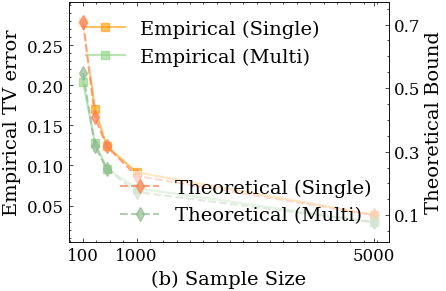 Empirical TV error
0.25
0.20
0.15
0.10
0.05
Empirical (Single)
Empirical (Multi)
Theoretical (Single)
Theoretical (Multi)
0.7
0.5
0.3
0.1
Theoretical Bound
100
1000
5000
(b) Sample Size